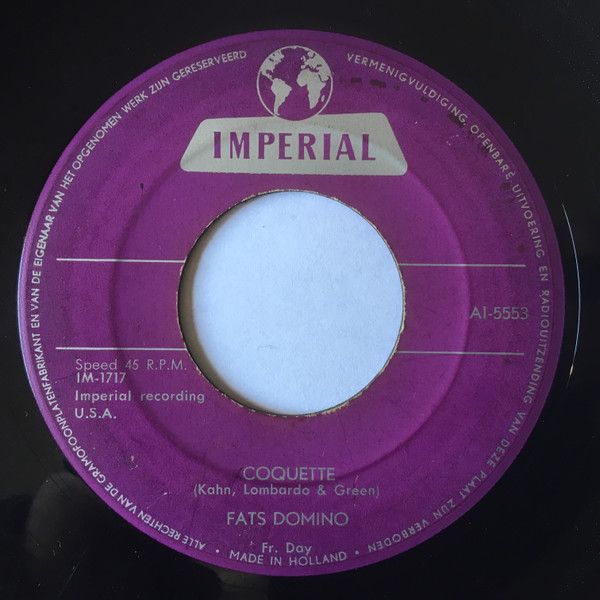 ALLE RECHTEN VAN DE GRAMOFOONPLATENFABRIKANT EN VAN DE EIGENAAR VAN HET OPGENOMEN WERK ZIJN GERESERVEERD
VERMENIGVULDIGING, OPENBARE UITVOERING EN RADIOUITZENDING VAN DEZE PLAAT ZIJN VERBODEN
IMPERIAL
AI-5553
Speed 45 R.P.M.
IM-1717
Imperial recording
U.S.A.
COQUETTE
(Kahn, Lombardo & Green)
FATS DOMINO
Fr. Day
MADE IN HOLLAND